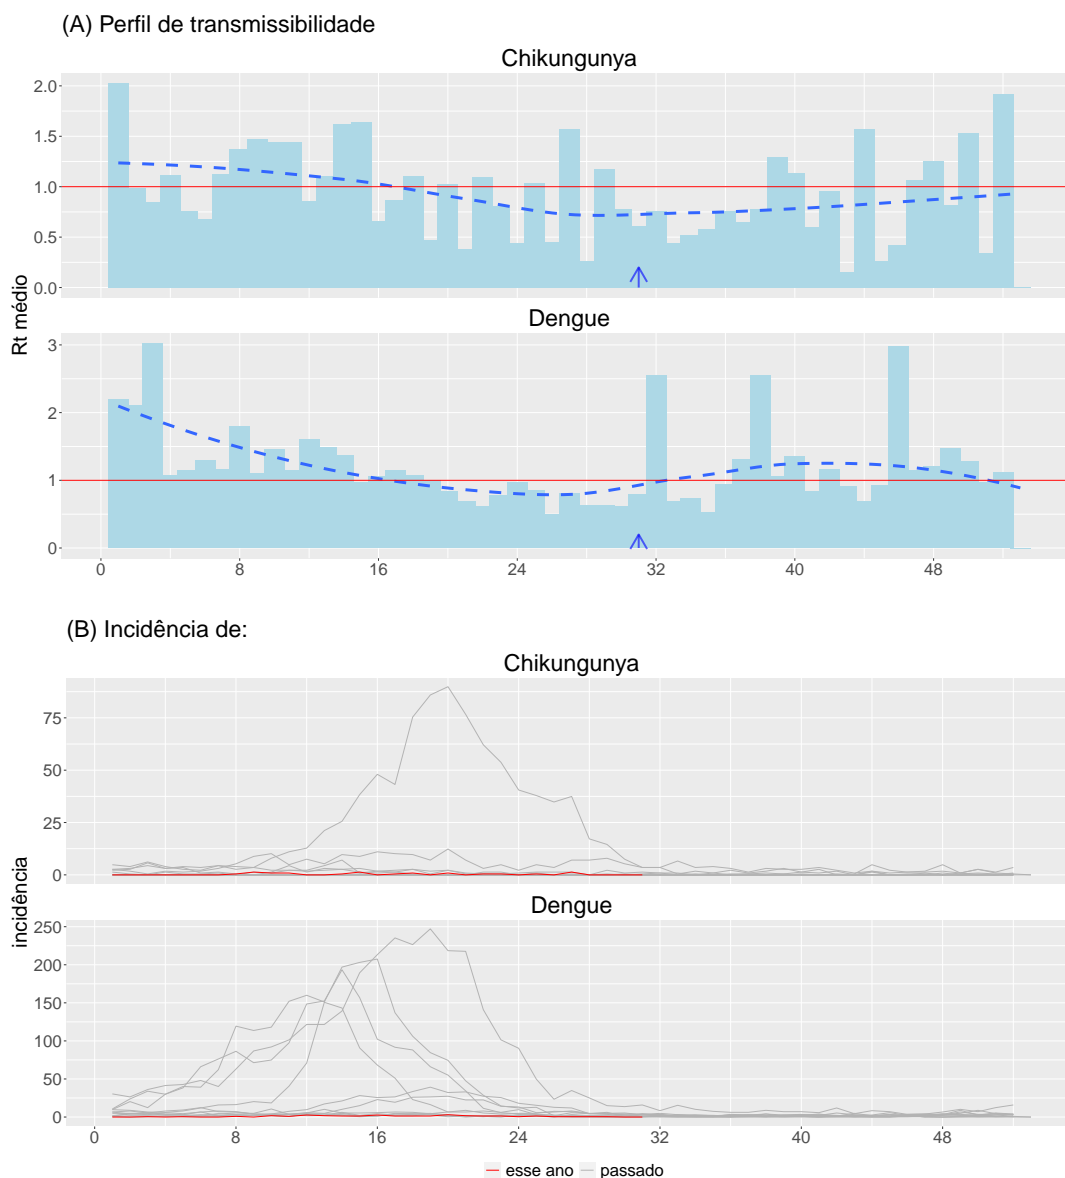 (A) Perfil de transmissibilidade
Chikungunya
2.0
1.5
1.0
0.5
0.0
Rt médio
Dengue
3
2
1
0
0 8 16 24 32 40 48
(B) Incidência de:
Chikungunya
75
50
25
0
incidência
Dengue
250
200
150
100
50
0
0 8 16 24 32 40 48
esse ano passado